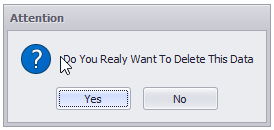 Attention
Do You Realy Want To Delete This Data
Yes
No